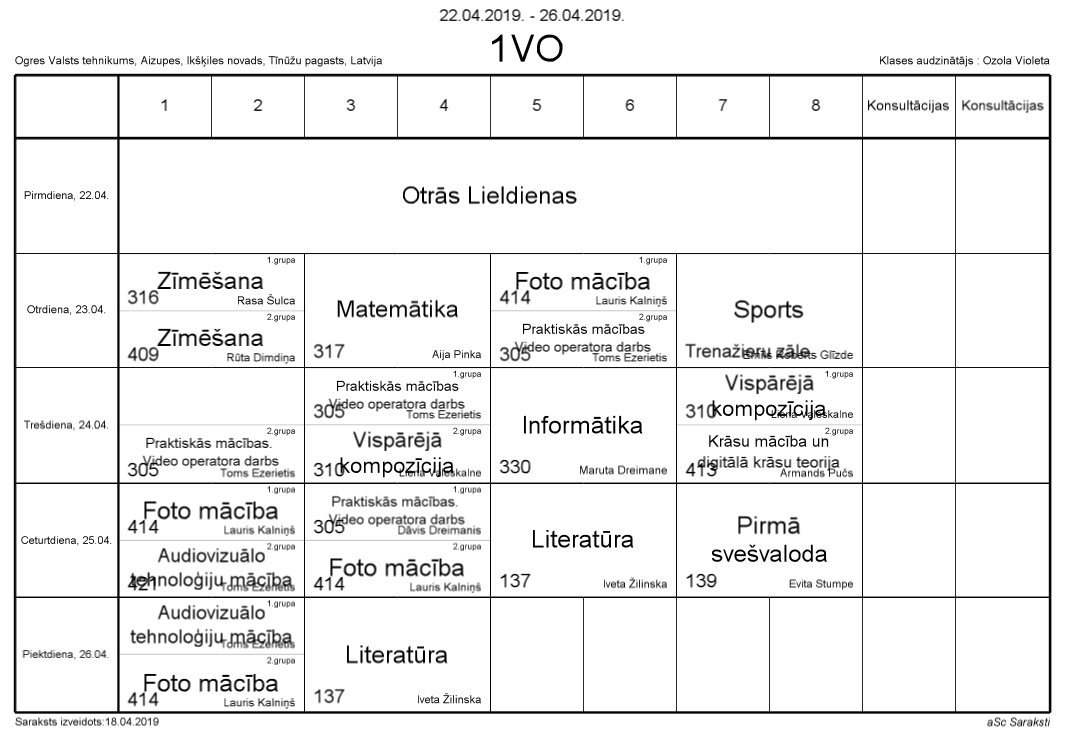 22.04.2019. - 26.04.2019.
1VO
Ogres Valsts tehnikums, Aizupes, Ikšķiles novads, Tīnūžu pagasts, Latvija
Klases audzinātājs : Ozola Violeta
1 2 3 4 5 6 7 8 Konsultācijas Konsultācijas
Pirmdiena, 22.04.
Otrās Lieldienas
Otrdiena, 23.04.
1.grupa
Zīmēšana
316 Rasa Šulca
2.grupa
Zīmēšana
409 Rūta Dimdiņa
Matemātika
317 Aija Pinka
1.grupa
Foto mācība
414 Lauris Kalniņš
2.grupa
Praktiskās mācības
Video operatora darbs
305 Toms Ezerietis
Sports
Trenažieru zāle Emīls Roberts Glīzde
Trešdiena, 24.04.
2.grupa
Praktiskās mācības.
Video operatora darbs
305 Toms Ezerietis
1.grupa
Praktiskās mācības
Video operatora darbs
305 Toms Ezerietis
2.grupa
Vispārējā
kompozīcija
310 Liena Valeskalne
Informātika
330 Maruta Dreimane
1.grupa
Vispārējā
kompozīcija
310 Liena Valeskalne
2.grupa
Krāsu mācība un
digitālā krāsu teorija
413 Armands Pučs
Ceturtdiena, 25.04.
1.grupa
Foto mācība
414 Lauris Kalniņš
2.grupa
Audiovizuālo
tehnoloģiju mācība
421 Toms Ezerietis
1.grupa
Praktiskās mācības.
Video operatora darbs
305 Dāvis Dreimanis
2.grupa
Foto mācība
414 Lauris Kalniņš
Literatūra
137 Iveta Žilinska
Pirmā
svešvaloda
139 Evita Stumpe
Piektdiena, 26.04.
1.grupa
Audiovizuālo
tehnoloģiju mācība
Toms Ezerietis
2.grupa
Foto mācība
414 Lauris Kalniņš
Literatūra
137 Iveta Žilinska
Saraksts izveidots:18.04.2019
aSc Saraksti